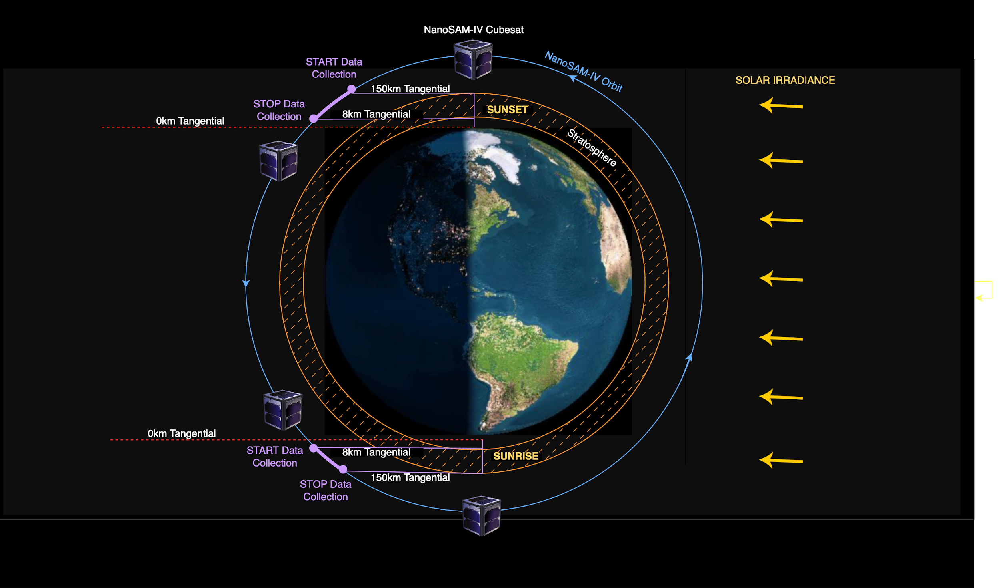 NanoSAM-IV Cubesat
START Data
Collection
NanoSAM-IV Orbit
SOLAR IRRADIANCE
150km Tangential
STOP Data
Collection
SUNSET
8km Tangential
0km Tangential
Stratosphere
0km Tangential
START Data
Collection
8km Tangential
SUNRISE
150km Tangential
STOP Data
Collection